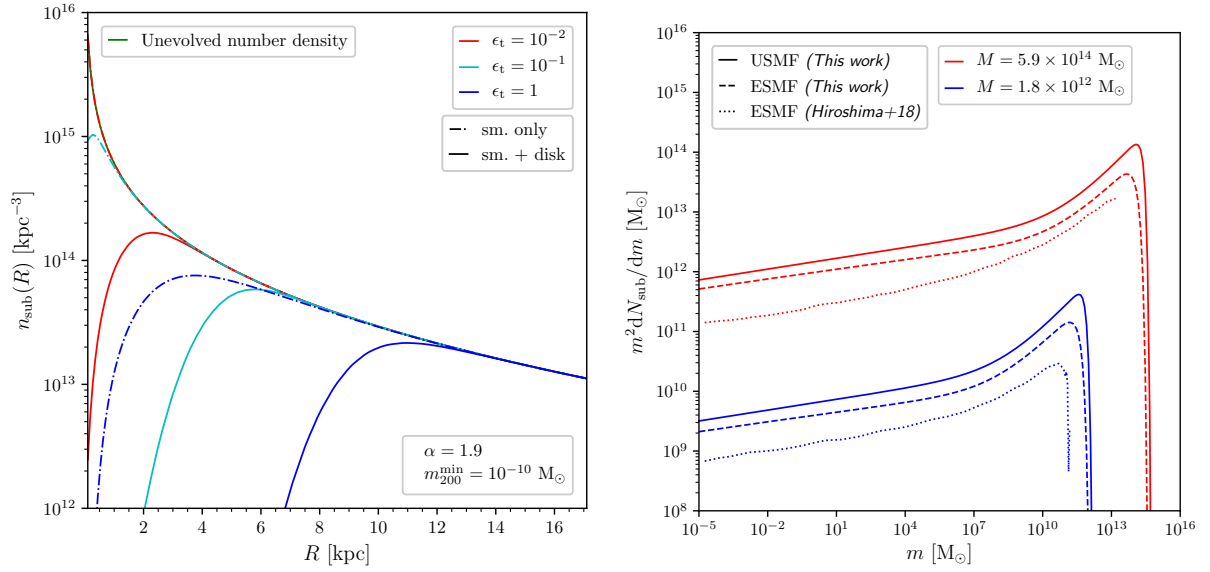 10^16
10^15
10^14
10^13
10^12
n_sub(R) [kpc^−3]
Unevolved number density
ϵ_t = 10^−2
ϵ_t = 10^−1
ϵ_t = 1
sm. only
sm. + disk
α = 1.9
m_200^min = 10^−10 M_⊙
2 4 6 8 10 12 14 16
R [kpc]
10^16
10^15
10^14
10^13
10^12
10^11
10^10
10^9
10^8
m^2 dN_sub/dm [M_⊙]
USMF (This work)
ESMF (This work)
ESMF (Hiroshima+18)
M = 5.9 × 10^14 M_⊙
M = 1.8 × 10^12 M_⊙
10^−5 10^−2 10^1 10^4 10^7 10^10 10^13 10^16
m [M_⊙]